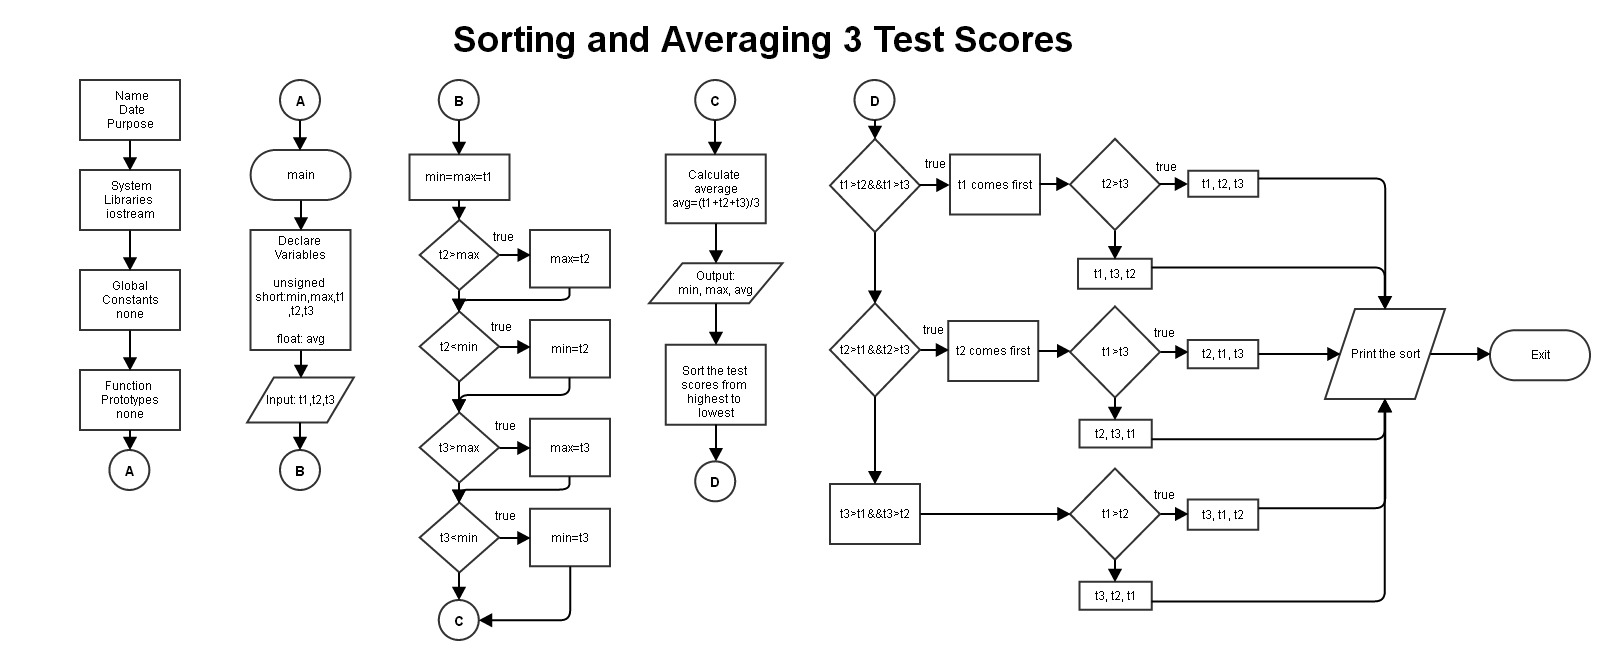 Sorting and Averaging 3 Test Scores
Name
Date
Purpose
System
Libraries
iostream
Global
Constants
none
Function
Prototypes
none
A
A
main
Declare
Variables
unsigned
short:min,max,t1
,t2,t3
float: avg
Input: t1,t2,t3
B
B
min=max=t1
t2>max
true
max=t2
t2<min
true
min=t2
t3>max
true
max=t3
t3<min
true
min=t3
C
C
Calculate
average
avg=(t1+t2+t3)/3
Output:
min, max, avg
Sort the test
scores from
highest to
lowest
D
D
t1>t2&&t1>t3
true
t1 comes first
t2>t3
true
t1, t2, t3
t1, t3, t2
t2>t1&&t2>t3
true
t2 comes first
t1>t3
true
t2, t1, t3
t2, t3, t1
t3>t1&&t3>t2
t1>t2
true
t3, t1, t2
t3, t2, t1
Print the sort
Exit